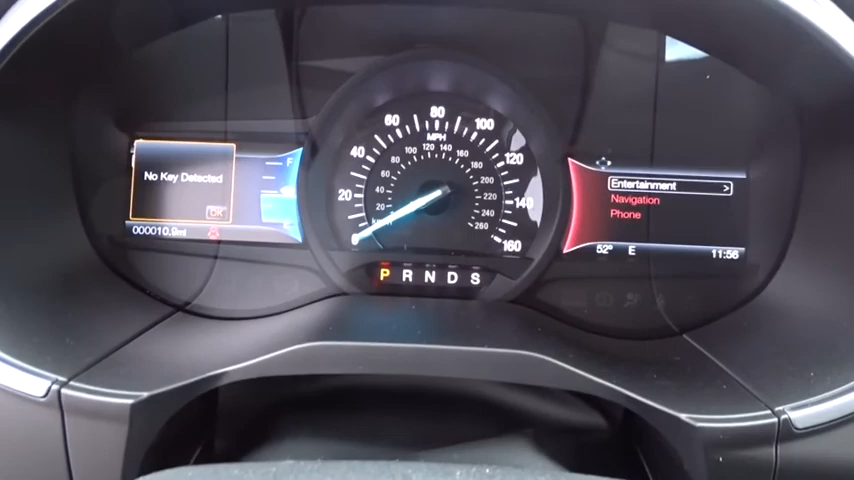 No Key Detected
OK
000010.9mi
F
MPH
20
40
60
80
100
120
140
160
20
40
60
80
100
120
140
160
180
200
220
240
260
P R N D S
Entertainment >
Navigation
Phone
52° E
11:56